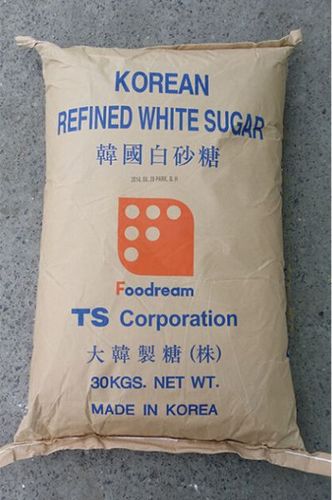 KOREAN
REFINED WHITE SUGAR
韓國白砂糖
Foodream
TS Corporation
大韓製糖(株)
30KGS. NET WT.
MADE IN KOREA